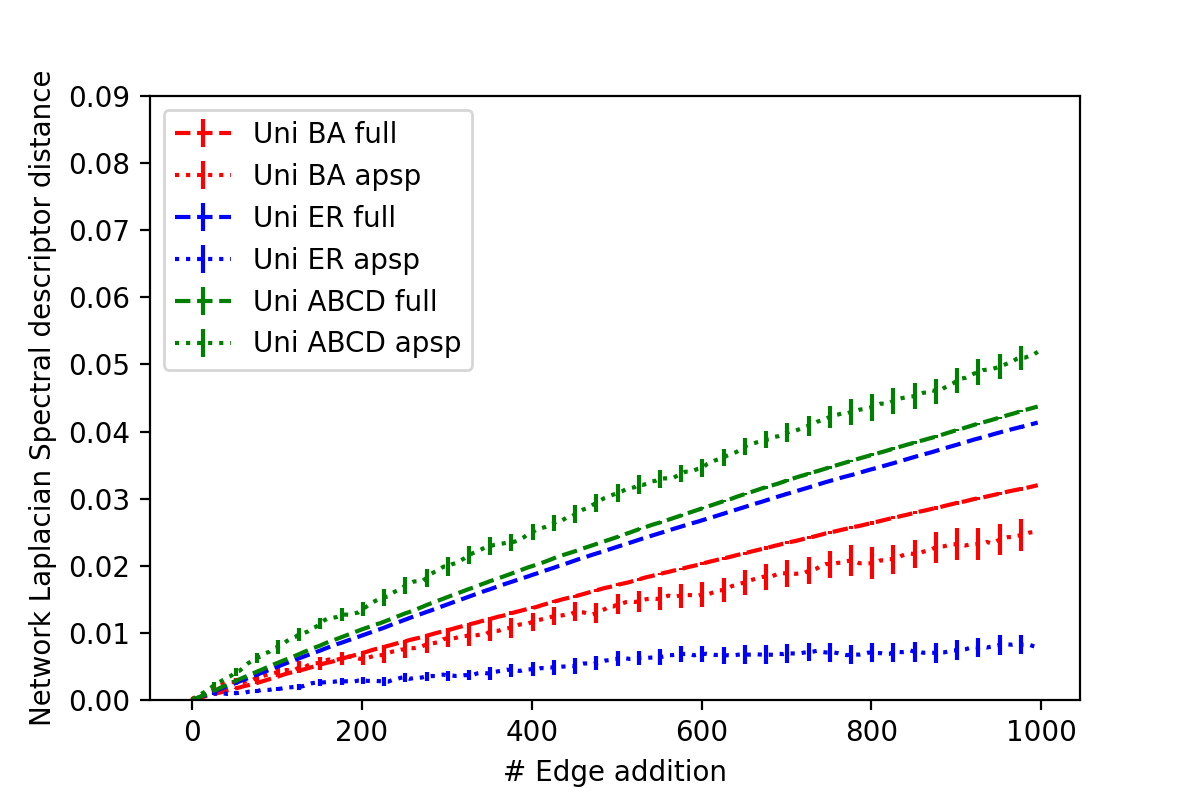 Network Laplacian Spectral descriptor distance
0.09
0.08
0.07
0.06
0.05
0.04
0.03
0.02
0.01
0.00
Uni BA full
Uni BA apsp
Uni ER full
Uni ER apsp
Uni ABCD full
Uni ABCD apsp
0 200 400 600 800 1000
# Edge addition